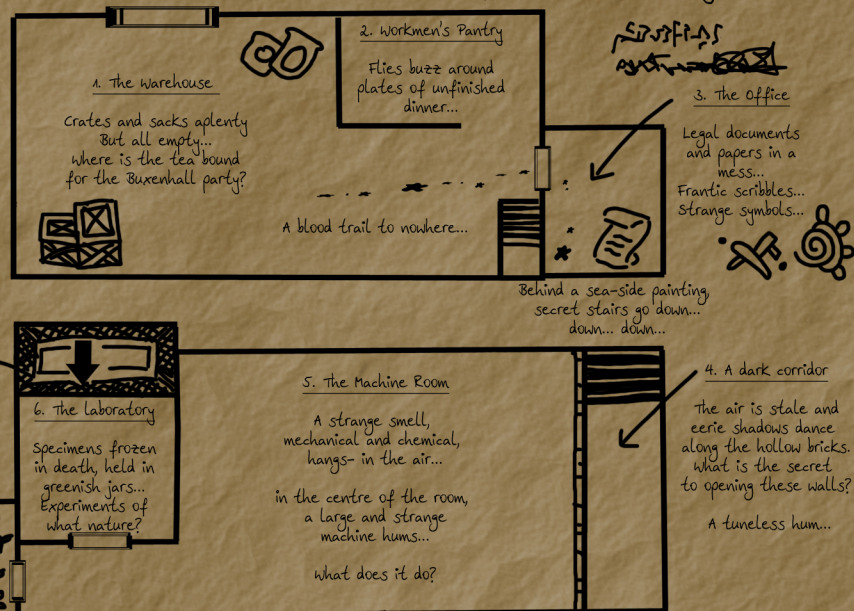 1. The Warehouse
Crates and sacks aplenty
But all empty...
Where is the tea bound
for the Buxenhall party?
2. Workmen's Pantry
Flies buzz around
plates of unfinished
dinner...
A blood trail to nowhere...
3. The Office
Legal documents
and papers in a
mess...
Frantic scribbles...
Strange symbols...
Behind a sea-side painting,
secret stairs go down...
down... down...
4. A dark corridor
The air is stale and
eerie shadows dance
along the hollow bricks.
What is the secret
to opening these walls?
A tuneless hum...
5. The Machine Room
A strange smell,
mechanical and chemical,
hangs- in the air...
in the centre of the room,
a large and strange
machine hums...
What does it do?
6. The Laboratory
Specimens frozen
in death, held in
greenish jars...
Experiments of
what nature?